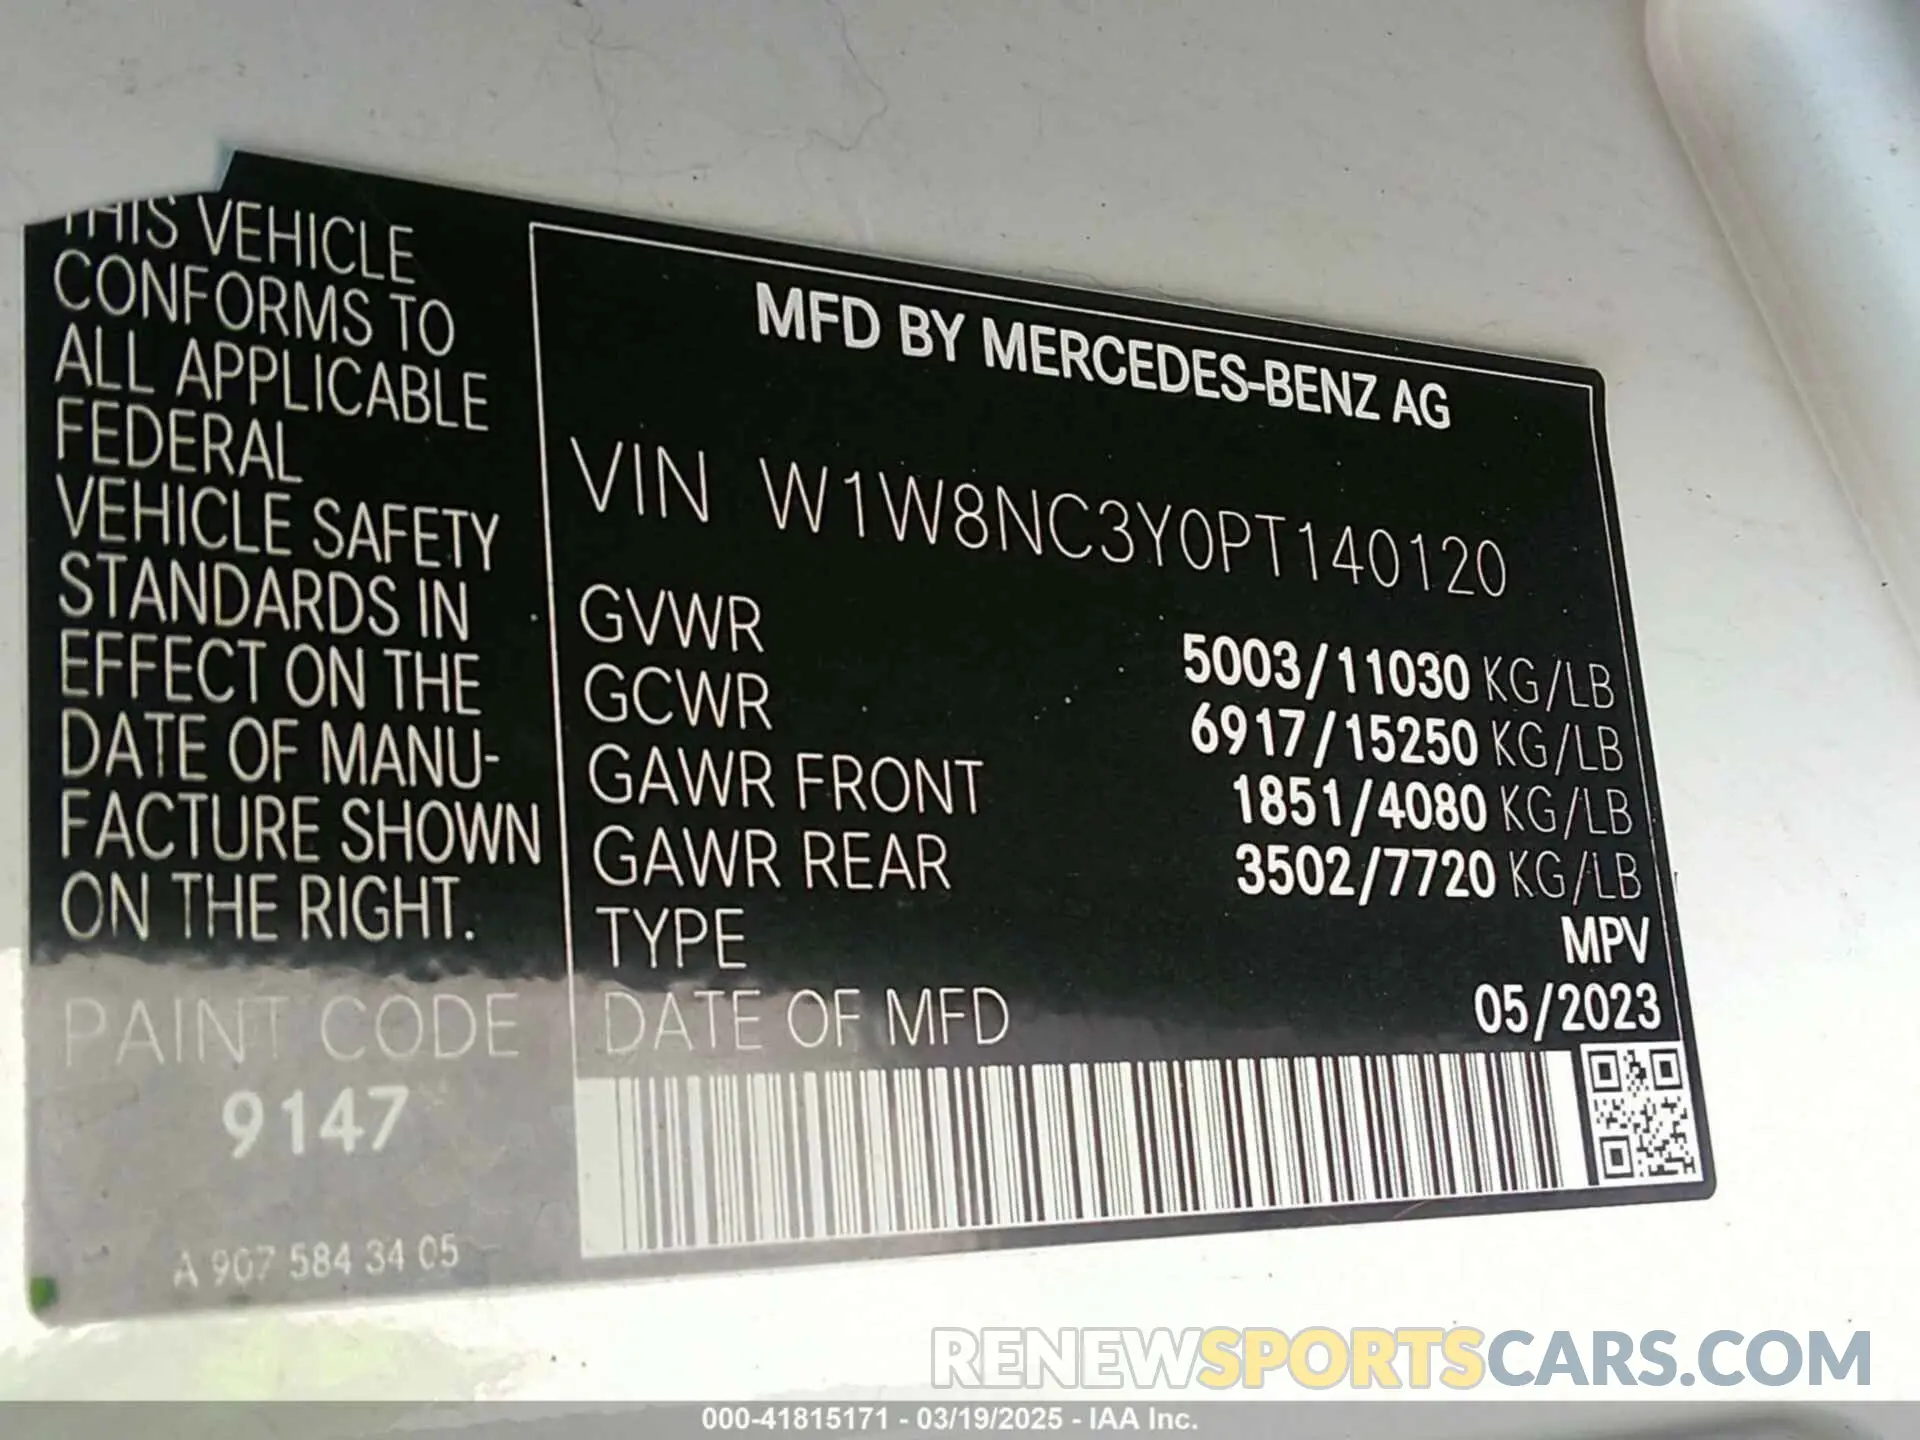 THIS VEHICLE
CONFORMS TO
ALL APPLICABLE
FEDERAL
VEHICLE SAFETY
STANDARDS IN
EFFECT ON THE
DATE OF MANU-
FACTURE SHOWN
ON THE RIGHT.
PAINT CODE
9147
A 907 584 34 05
MFD BY MERCEDES-BENZ AG
VIN W1W8NC3Y0PT140120
GVWR 5003/11030 KG/LB
GCWR 6917/15250 KG/LB
GAWR FRONT 1851/4080 KG/LB
GAWR REAR 3502/7720 KG/LB
TYPE MPV
DATE OF MFD 05/2023
RENEWSPORTSCARS.COM
000-41815171 - 03/19/2025 - IAA Inc.